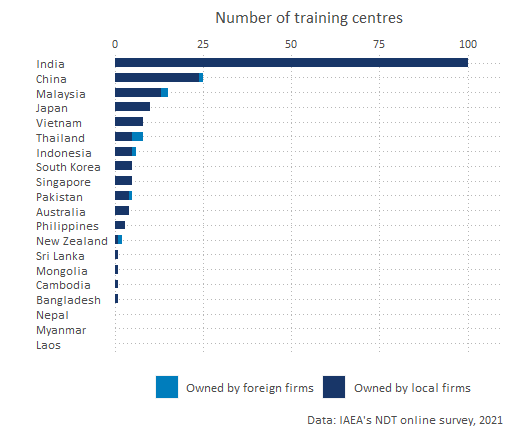 Number of training centres
0 25 50 75 100
India
China
Malaysia
Japan
Vietnam
Thailand
Indonesia
South Korea
Singapore
Pakistan
Australia
Philippines
New Zealand
Sri Lanka
Mongolia
Cambodia
Bangladesh
Nepal
Myanmar
Laos
Owned by foreign firms Owned by local firms
Data: IAEA's NDT online survey, 2021